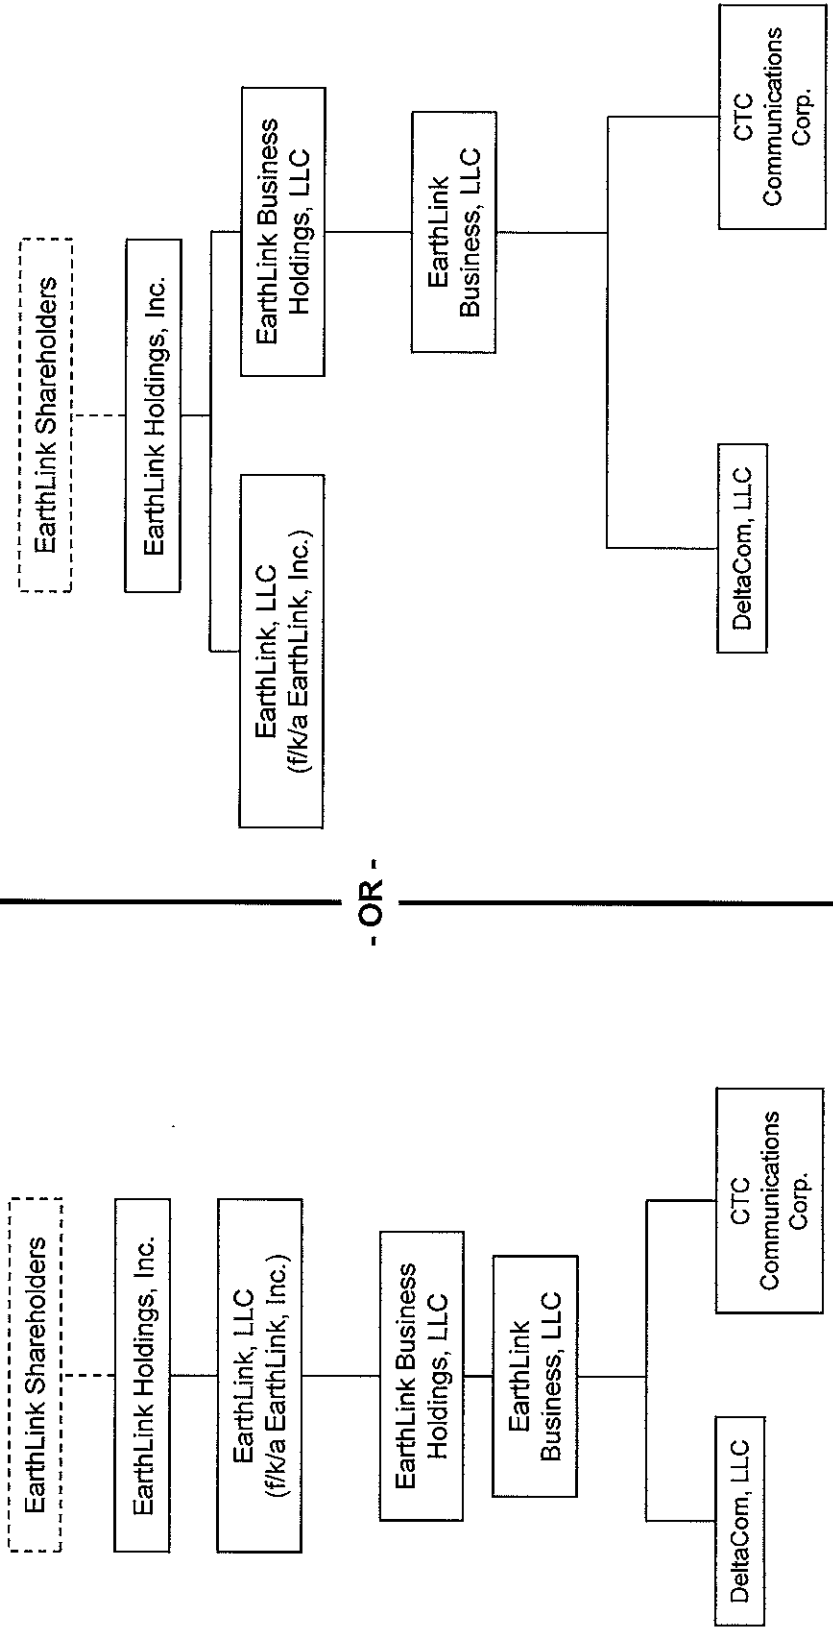 EarthLink Shareholders
EarthLink Holdings, Inc.
EarthLink, LLC
(f/k/a EarthLink, Inc.)
EarthLink Business
Holdings, LLC
EarthLink
Business, LLC
DeltaCom, LLC
CTC
Communications
Corp.
- OR -
EarthLink Shareholders
EarthLink Holdings, Inc.
EarthLink, LLC
(f/k/a EarthLink, Inc.)
EarthLink Business
Holdings, LLC
EarthLink
Business, LLC
DeltaCom, LLC
CTC
Communications
Corp.